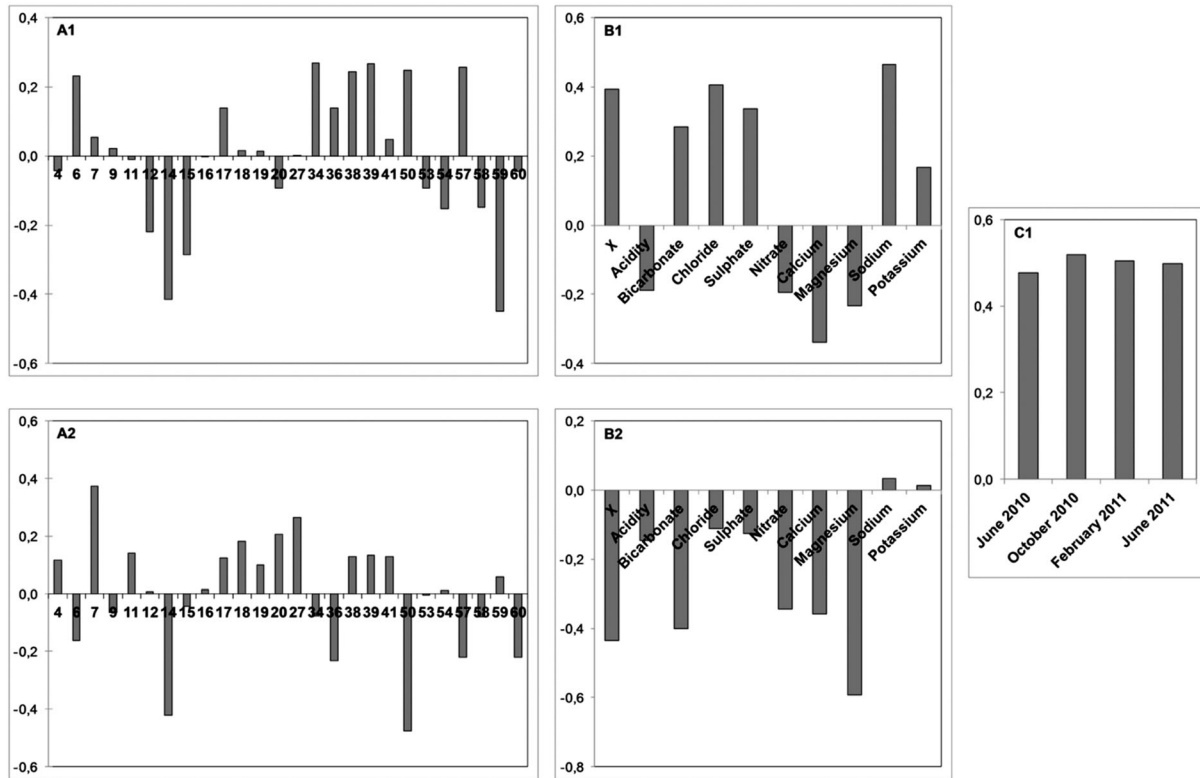 A1
0,4
0,2
0,0
-0,2
-0,4
-0,6
4 6 7 9 11 12 14 15 16 17 18 19 20 27 34 36 38 39 41 50 53 54 57 58 59 60
B1
0,6
0,4
0,2
0,0
-0,2
-0,4
X
Acidity
Bicarbonate
Chloride
Sulphate
Nitrate
Calcium
Magnesium
Sodium
Potassium
A2
0,6
0,4
0,2
0,0
-0,2
-0,4
-0,6
4 6 7 9 11 12 14 15 16 17 18 19 20 27 34 36 38 39 41 50 53 54 57 58 59 60
B2
0,2
0,0
-0,2
-0,4
-0,6
-0,8
X
Acidity
Bicarbonate
Chloride
Sulphate
Nitrate
Calcium
Magnesium
Sodium
Potassium
C1
0,6
0,4
0,2
0,0
June 2010
October 2010
February 2011
June 2011